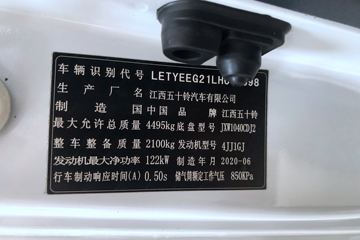 车辆识别代号 LETYEEG21LH
生产厂名 江西五十铃汽车有限公司
制造国 中国 品牌 江西五十铃
最大允许总质量 4495kg 底盘型号 JXW1040CDJ2
整车整备质量 2100kg 发动机型号 4JJ1GJ
发动机最大净功率 122kW 制造年月 2020-06
行车制动响应时间(A) 0.50s 储气筒额定工作气压 850KPa